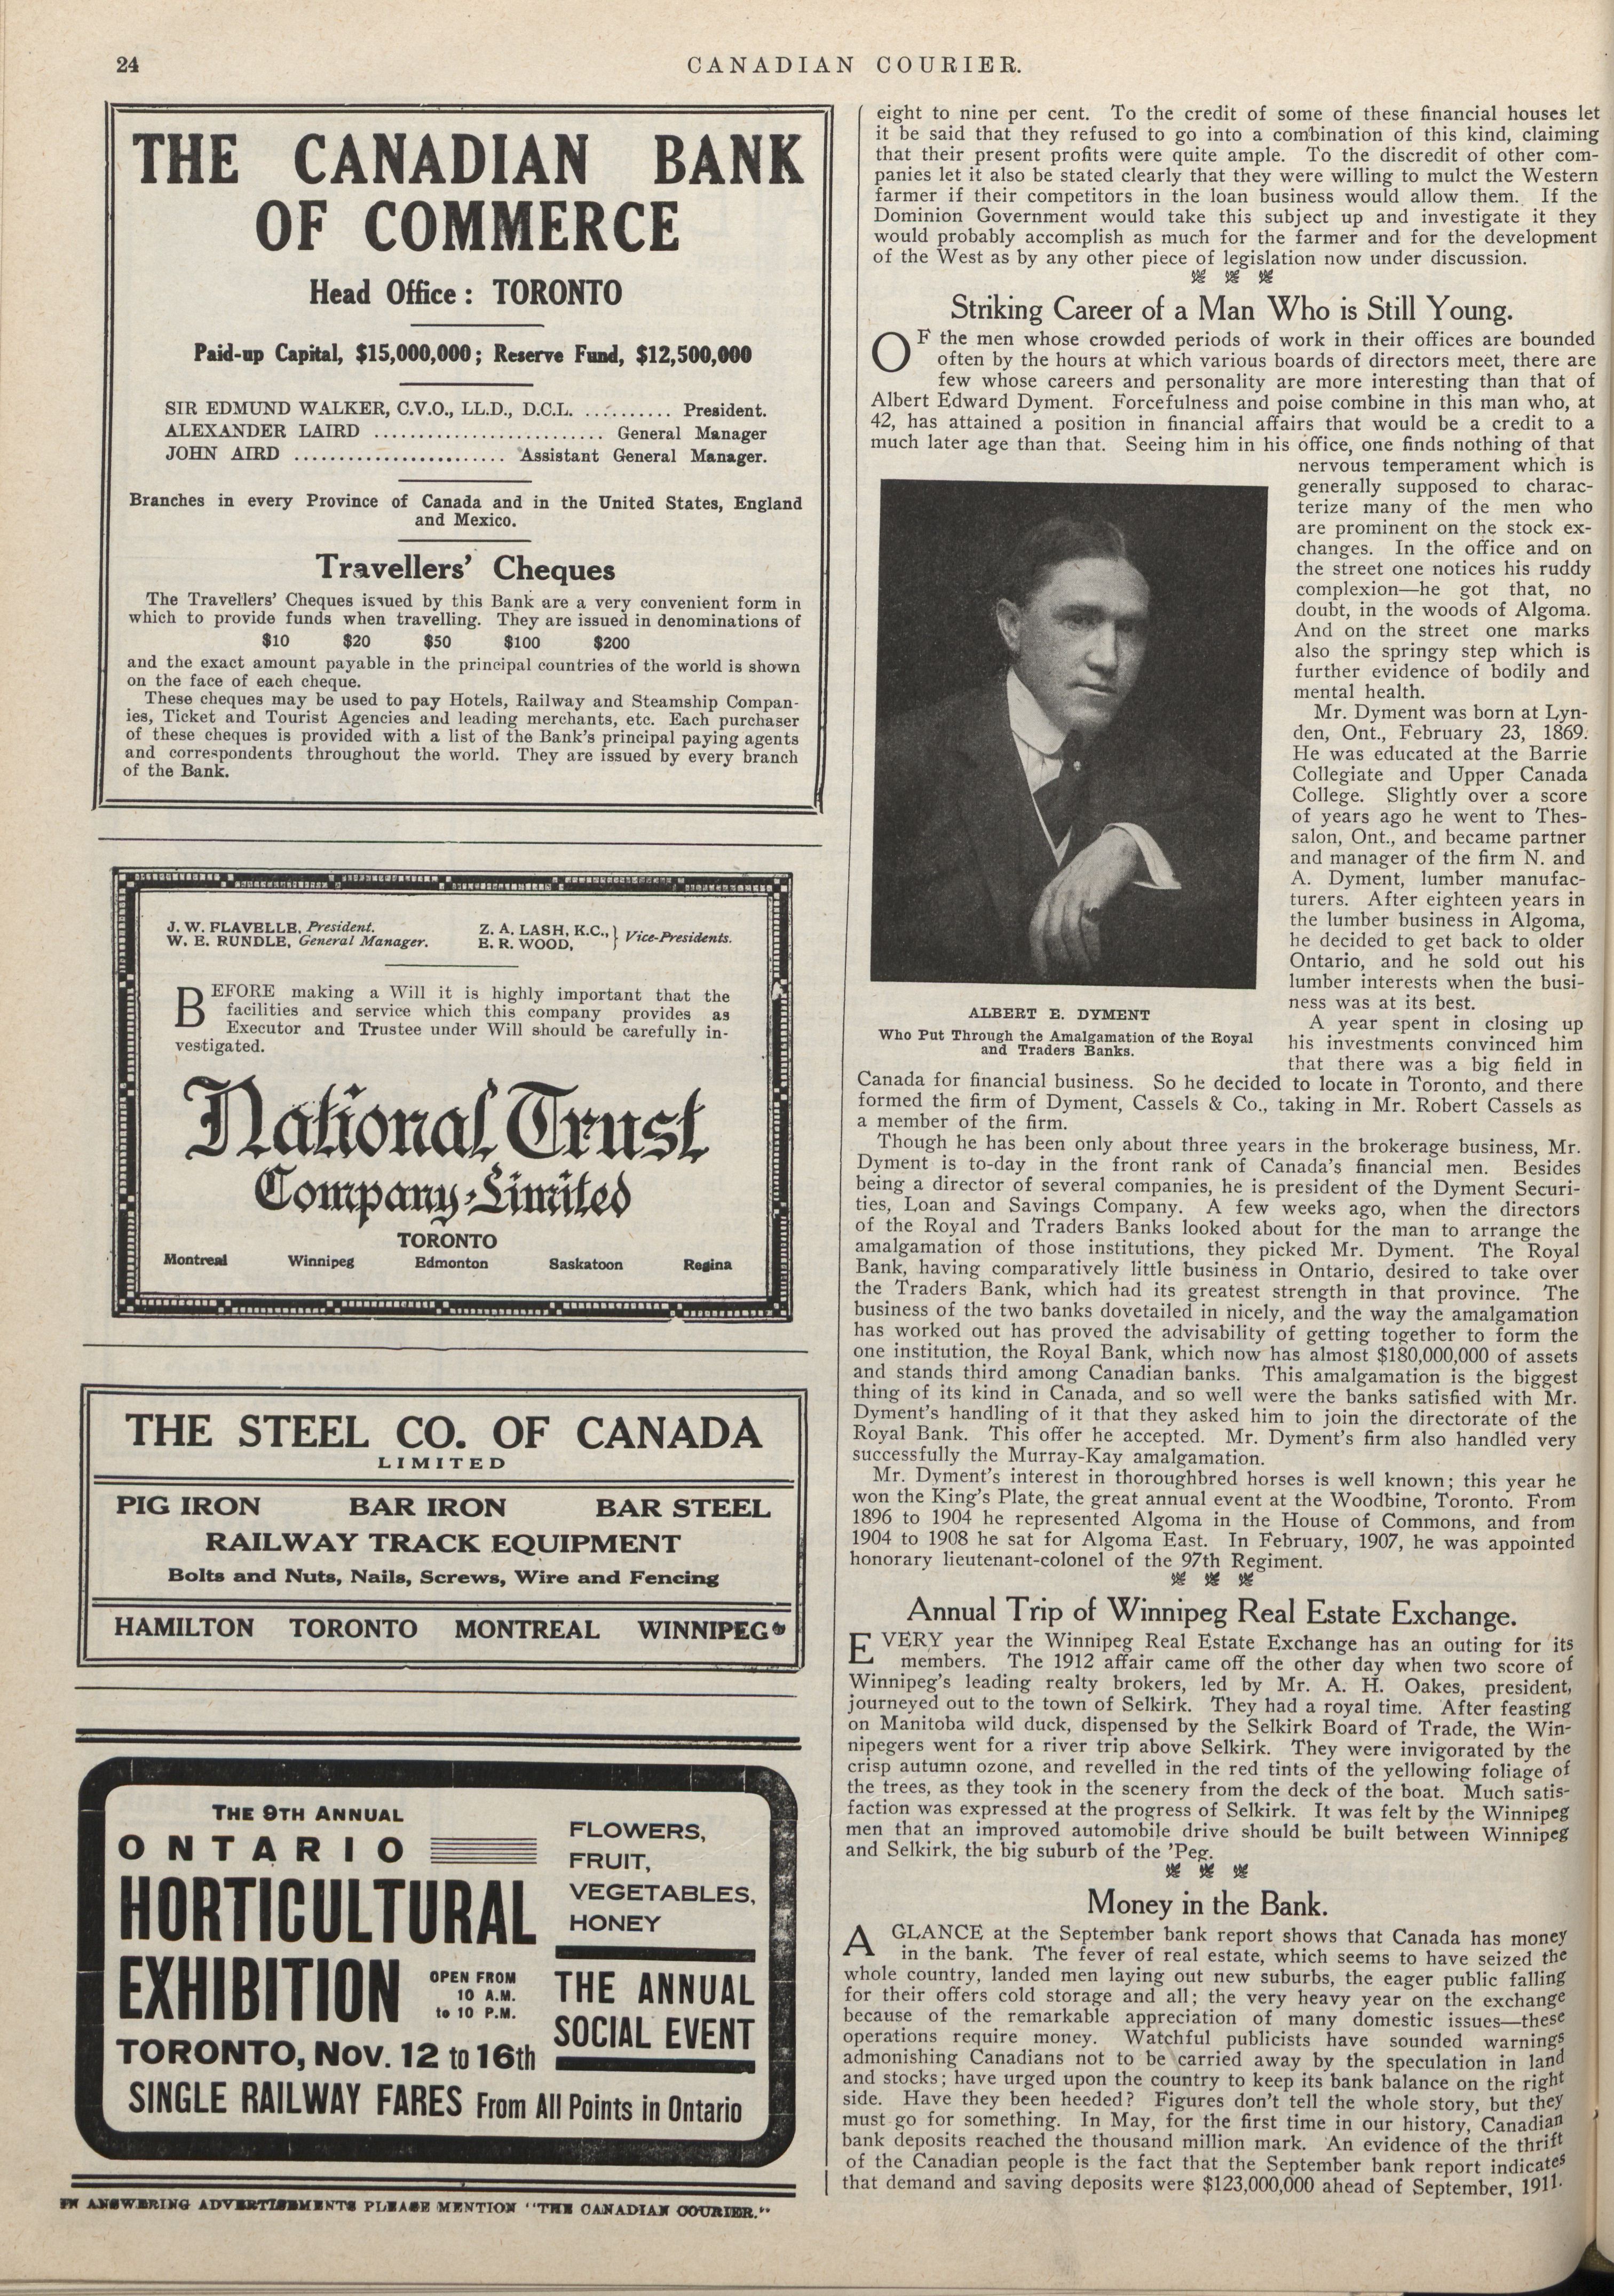 24
CANADIAN COURIER.
THE CANADIAN BANK
OF COMMERCE
Head Office: TORONTO
Paid-up Capital, $15,000,000; Reserve Fund, $12,500,000
SIR EDMUND WALKER, C.V.O., LL.D., D.C.L. .......... President.
ALEXANDER LAIRD .......................... General Manager
JOHN AIRD ........................ Assistant General Manager.
Branches in every Province of Canada and in the United States, England
and Mexico.
Travellers' Cheques
The Travellers' Cheques issued by this Bank are a very convenient form in
which to provide funds when travelling. They are issued in denominations of
$10 $20 $50 $100 $200
and the exact amount payable in the principal countries of the world is shown
on the face of each cheque.
These cheques may be used to pay Hotels, Railway and Steamship Compan-
ies, Ticket and Tourist Agencies and leading merchants, etc. Each purchaser
of these cheques is provided with a list of the Bank's principal paying agents
and correspondents throughout the world. They are issued by every branch
of the Bank.
J. W. FLAVELLE, President.
W. E. RUNDLE, General Manager.
Z. A. LASH, K.C.,
E. R. WOOD, } Vice-Presidents.
BEFORE making a Will it is highly important that the
facilities and service which this company provides as
Executor and Trustee under Will should be carefully in-
vestigated.
National Trust
Company Limited
TORONTO
Montreal Winnipeg Edmonton Saskatoon Regina
THE STEEL CO. OF CANADA
LIMITED
PIG IRON BAR IRON BAR STEEL
RAILWAY TRACK EQUIPMENT
Bolts and Nuts, Nails, Screws, Wire and Fencing
HAMILTON TORONTO MONTREAL WINNIPEG
THE 9TH ANNUAL
ONTARIO
HORTICULTURAL
EXHIBITION
OPEN FROM
10 A.M.
to 10 P.M.
TORONTO, Nov. 12 to 16th
FLOWERS,
FRUIT,
VEGETABLES,
HONEY
THE ANNUAL
SOCIAL EVENT
SINGLE RAILWAY FARES From All Points in Ontario
IN ANSWERING ADVERTISEMENTS PLEASE MENTION "THE CANADIAN COURIER."
eight to nine per cent. To the credit of some of these financial houses let
it be said that they refused to go into a combination of this kind, claiming
that their present profits were quite ample. To the discredit of other com-
panies let it also be stated clearly that they were willing to mulct the Western
farmer if their competitors in the loan business would allow them. If the
Dominion Government would take this subject up and investigate it they
would probably accomplish as much for the farmer and for the development
of the West as by any other piece of legislation now under discussion.
Striking Career of a Man Who is Still Young.
OF the men whose crowded periods of work in their offices are bounded
often by the hours at which various boards of directors meet, there are
few whose careers and personality are more interesting than that of
Albert Edward Dyment. Forcefulness and poise combine in this man who, at
42, has attained a position in financial affairs that would be a credit to a
much later age than that. Seeing him in his office, one finds nothing of that
nervous temperament which is
generally supposed to charac-
terize many of the men who
are prominent on the stock ex-
changes. In the office and on
the street one notices his ruddy
complexion—he got that, no
doubt, in the woods of Algoma.
And on the street one marks
also the springy step which is
further evidence of bodily and
mental health.
Mr. Dyment was born at Lyn-
den, Ont., February 23, 1869.
He was educated at the Barrie
Collegiate and Upper Canada
College. Slightly over a score
of years ago he went to Thes-
salon, Ont., and became partner
and manager of the firm N. and
A. Dyment, lumber manufac-
turers. After eighteen years in
the lumber business in Algoma,
he decided to get back to older
Ontario, and he sold out his
lumber interests when the busi-
ness was at its best.
A year spent in closing up
his investments convinced him
that there was a big field in
ALBERT E. DYMENT
Who Put Through the Amalgamation of the Royal
and Traders Banks.
Canada for financial business. So he decided to locate in Toronto, and there
formed the firm of Dyment, Cassels & Co., taking in Mr. Robert Cassels as
a member of the firm.
Though he has been only about three years in the brokerage business, Mr.
Dyment is to-day in the front rank of Canada's financial men. Besides
being a director of several companies, he is president of the Dyment Securi-
ties, Loan and Savings Company. A few weeks ago, when the directors
of the Royal and Traders Banks looked about for the man to arrange the
amalgamation of those institutions, they picked Mr. Dyment. The Royal
Bank, having comparatively little business in Ontario, desired to take over
the Traders Bank, which had its greatest strength in that province. The
business of the two banks dovetailed in nicely, and the way the amalgamation
has worked out has proved the advisability of getting together to form the
one institution, the Royal Bank, which now has almost $180,000,000 of assets
and stands third among Canadian banks. This amalgamation is the biggest
thing of its kind in Canada, and so well were the banks satisfied with Mr.
Dyment's handling of it that they asked him to join the directorate of the
Royal Bank. This offer he accepted. Mr. Dyment's firm also handled very
successfully the Murray-Kay amalgamation.
Mr. Dyment's interest in thoroughbred horses is well known; this year he
won the King's Plate, the great annual event at the Woodbine, Toronto. From
1896 to 1904 he represented Algoma in the House of Commons, and from
1904 to 1908 he sat for Algoma East. In February, 1907, he was appointed
honorary lieutenant-colonel of the 97th Regiment.
Annual Trip of Winnipeg Real Estate Exchange.
EVERY year the Winnipeg Real Estate Exchange has an outing for its
members. The 1912 affair came off the other day when two score of
Winnipeg's leading realty brokers, led by Mr. A. H. Oakes, president,
journeyed out to the town of Selkirk. They had a royal time. After feasting
on Manitoba wild duck, dispensed by the Selkirk Board of Trade, the Win-
nipegers went for a river trip above Selkirk. They were invigorated by the
crisp autumn ozone, and revelled in the red tints of the yellowing foliage of
the trees, as they took in the scenery from the deck of the boat. Much satis-
faction was expressed at the progress of Selkirk. It was felt by the Winnipeg
men that an improved automobile drive should be built between Winnipeg
and Selkirk, the big suburb of the 'Peg.
Money in the Bank.
A GLANCE at the September bank report shows that Canada has money
in the bank. The fever of real estate, which seems to have seized the
whole country, landed men laying out new suburbs, the eager public falling
for their offers cold storage and all; the very heavy year on the exchange
because of the remarkable appreciation of many domestic issues—these
operations require money. Watchful publicists have sounded warnings
admonishing Canadians not to be carried away by the speculation in land
and stocks; have urged upon the country to keep its bank balance on the right
side. Have they been heeded? Figures don't tell the whole story, but they
must go for something. In May, for the first time in our history, Canadian
bank deposits reached the thousand million mark. An evidence of the thrift
of the Canadian people is the fact that the September bank report indicates
that demand and saving deposits were $123,000,000 ahead of September, 1911.